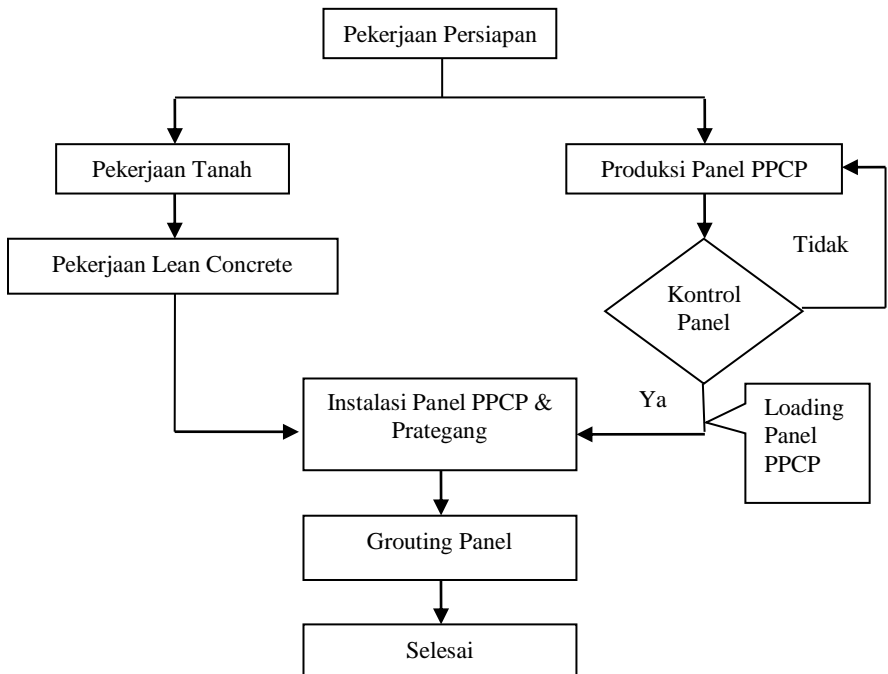 Pekerjaan Persiapan
Pekerjaan Tanah
Produksi Panel PPCP
Pekerjaan Lean Concrete
Tidak
Kontrol
Panel
Instalasi Panel PPCP &
Prategang
Ya
Loading
Panel
PPCP
Grouting Panel
Selesai